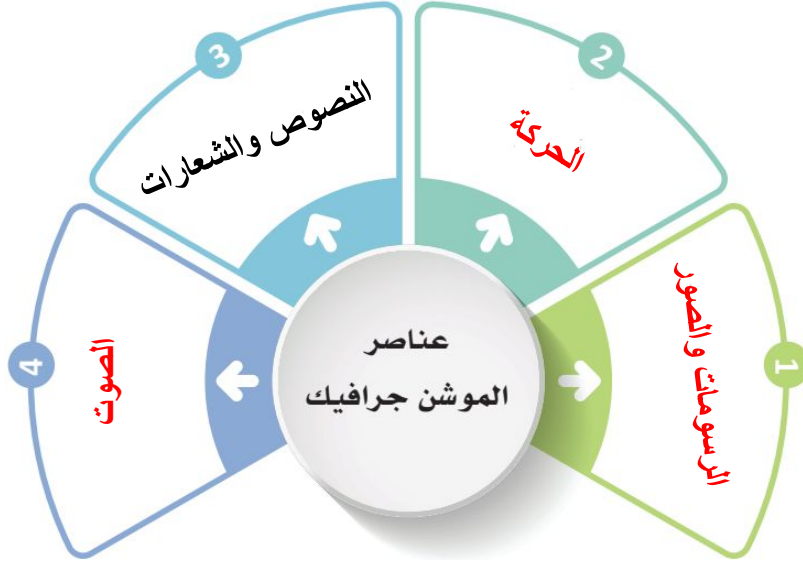 عناصر
الموشن جرافيك
1
الرسومات والصور
2
الحركة
3
النصوص والشعارات
4
الصوت